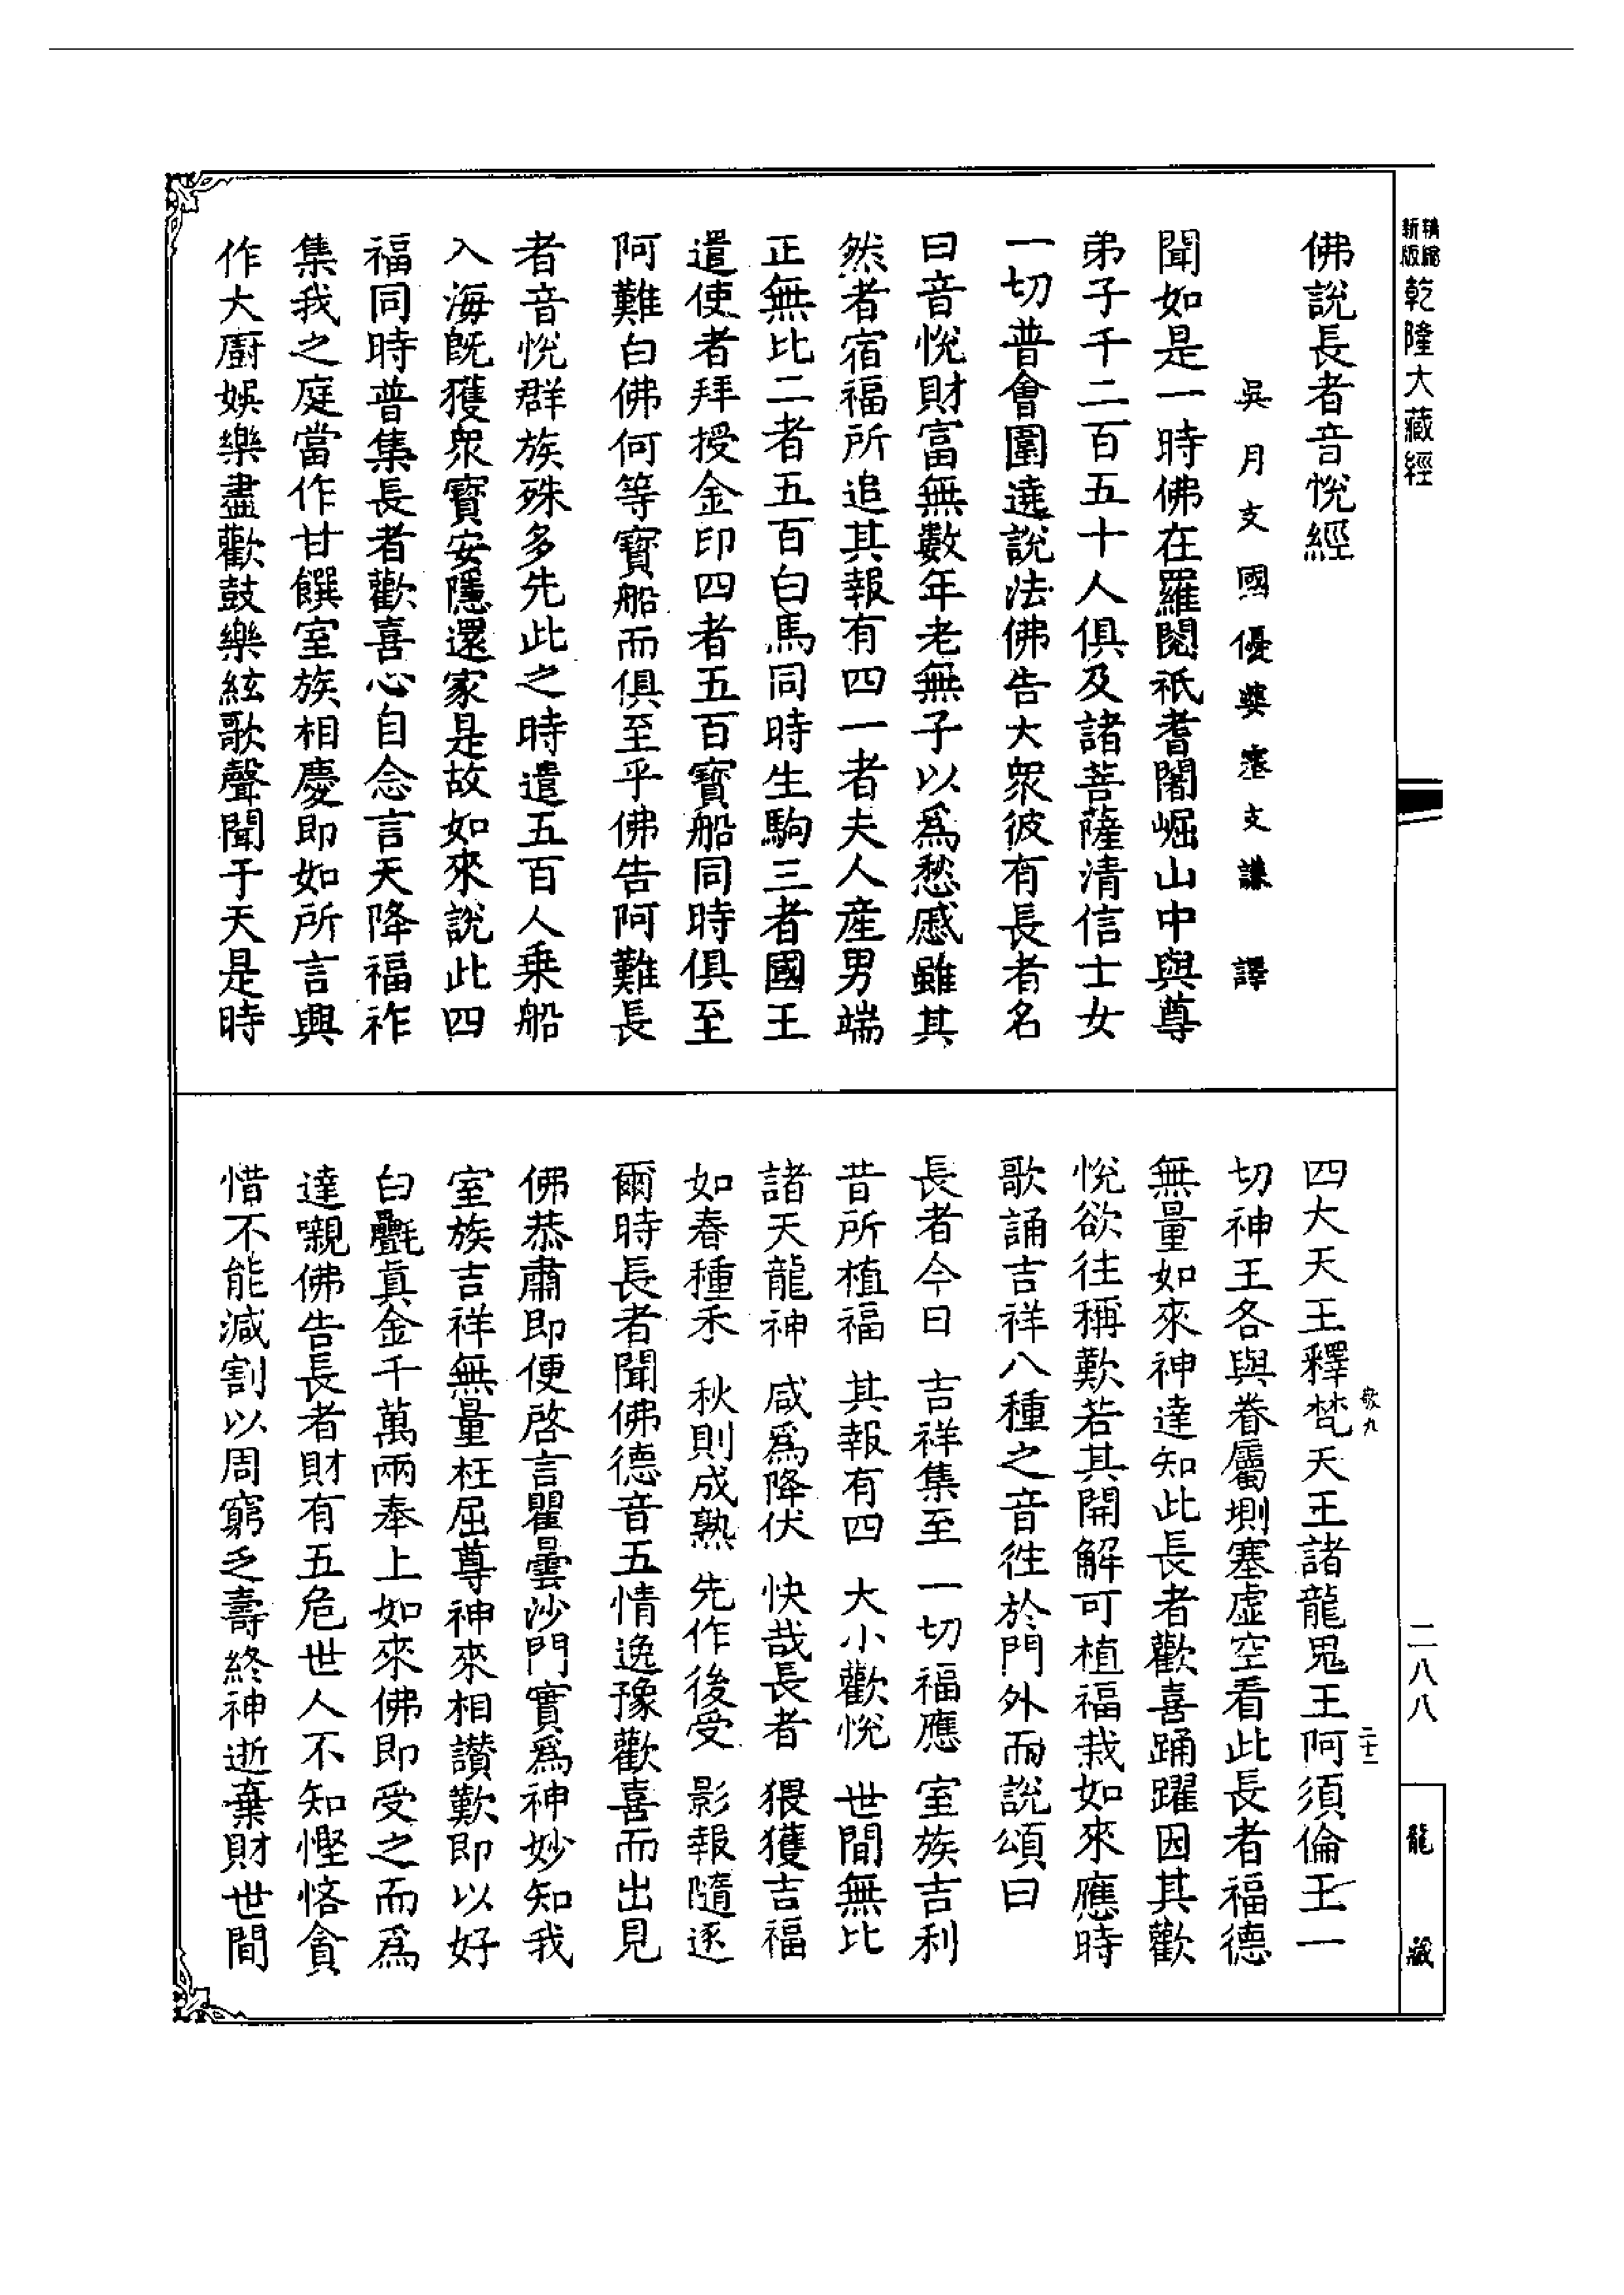 新版精縮乾隆大藏經
佛說長者音悅經
吳月支國優婆塞支謙譯
聞如是一時佛在羅閱祇耆闍崛山中與尊
弟子千二百五十人俱及諸菩薩清信士女
一切普會圍遶說法佛告大眾彼有長者名
曰音悅財富無數年老無子以爲愁慼雖其
然者宿福所追其報有四一者夫人產男端
正無比二者五百白馬同時生駒三者國王
遣使者拜授金印四者五百寶船同時俱至
阿難白佛何等寶船而俱至乎佛告阿難長
者音悅群族殊多先此之時遣五百人乗船
入海旣獲衆寶安隱還家是故如來說此四
福同時普集長者歡喜心自念言天降福祚
集我之庭當作甘饌室族相慶即如所言興
作大廚娛樂盡歡鼓樂絃歌聲聞于天是時
四大天王釋梵天王諸龍鬼王阿須倫王一
切神王各與眷屬塡塞虛空看此長者福德
無量如來神達知此長者歡喜踊躍因其歡
悅欲往稱歎若其開解可植福栽如來應時
歌誦吉祥八種之音徃於門外而說頌曰
長者今日 吉祥集至 一切福應 室族吉利
昔所植福 其報有四 大小歡悅 世間無比
諸天龍神 咸爲降伏 快哉長者 猥獲吉福
如春種禾 秋則成熟 先作後受 影報隨逐
爾時長者聞佛德音五情逸豫歡喜而出見
佛恭肅即便啓言瞿曇沙門實爲神妙知我
室族吉祥無量枉屈尊神來相讚歎即以好
白㲲眞金千萬兩奉上如來佛即受之而爲
達嚫佛告長者財有五危世人不知慳悋貪
惜不能減割以周窮乏壽終神逝棄財世間
敬九
二十二
二八八
龍藏